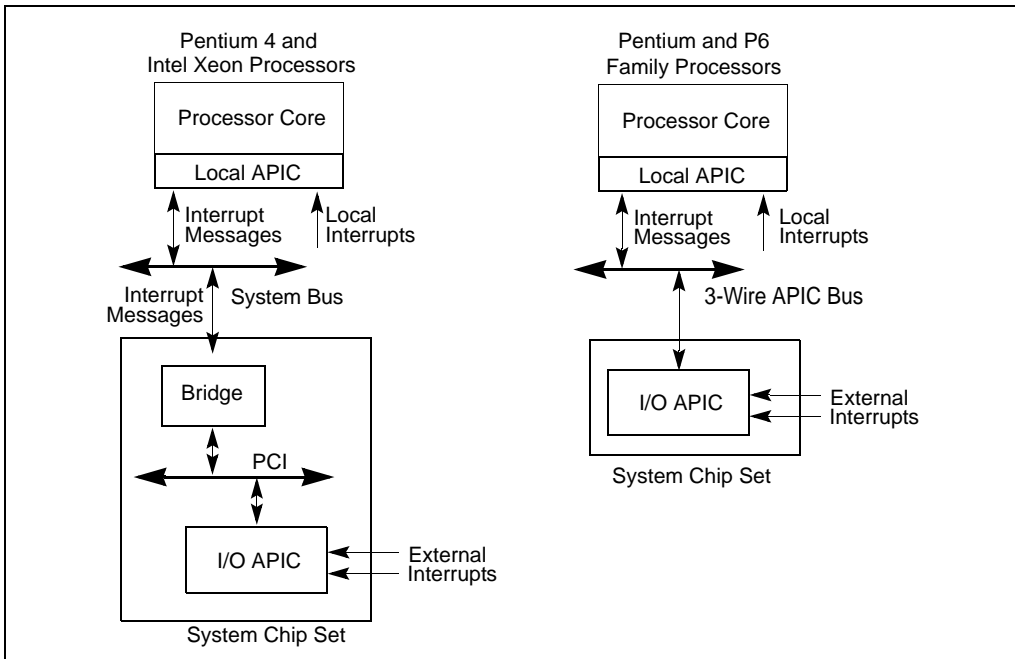 Pentium 4 and
Intel Xeon Processors
Processor Core
Local APIC
Interrupt
Messages
Local
Interrupts
Interrupt
Messages
System Bus
Bridge
PCI
I/O APIC
External
Interrupts
System Chip Set
Pentium and P6
Family Processors
Processor Core
Local APIC
Interrupt
Messages
Local
Interrupts
3-Wire APIC Bus
I/O APIC
External
Interrupts
System Chip Set